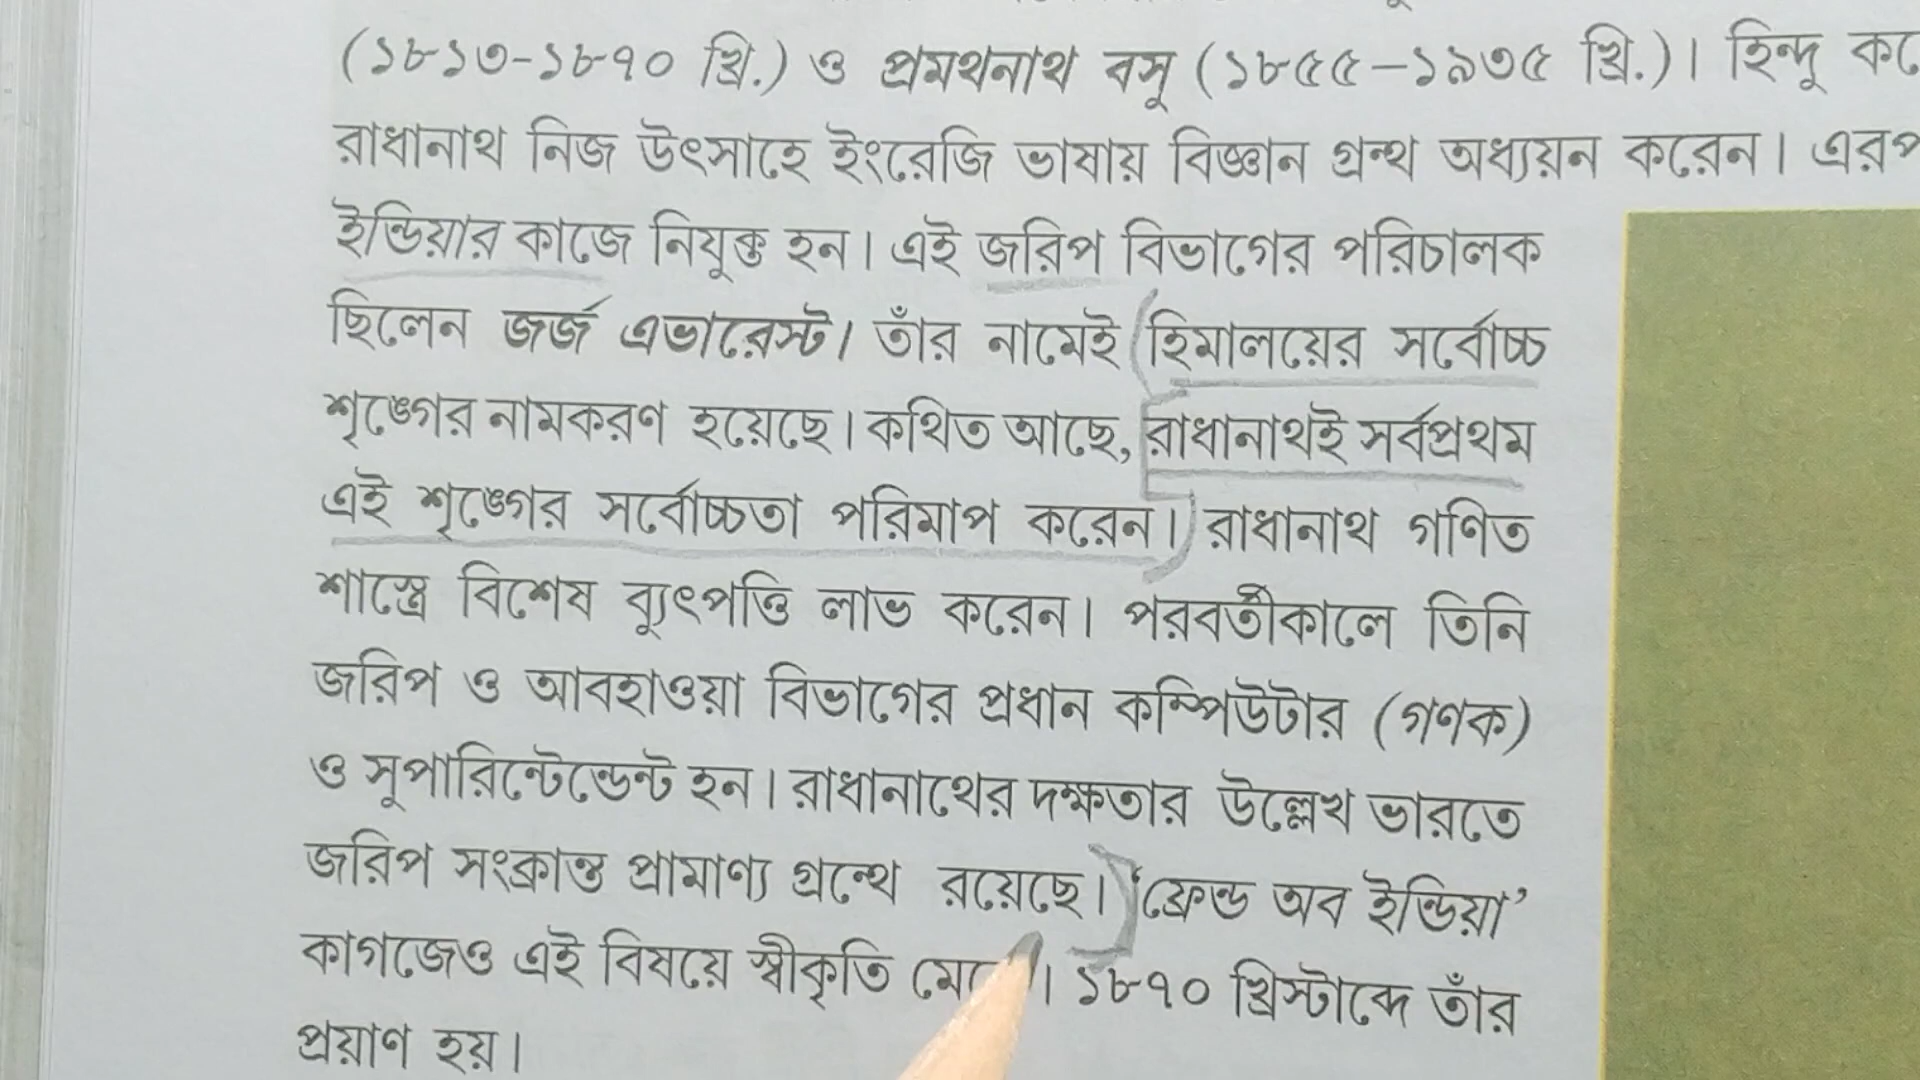 (১৮১৩-১৮৭০ খ্রি.) ও প্রমথনাথ বসু (১৮৫৫–১৯৩৫ খ্রি.)। হিন্দু
রাধানাথ নিজ উৎসাহে ইংরেজি ভাষায় বিজ্ঞান গ্রন্থ অধ্যয়ন করেন।
ইন্ডিয়ার কাজে নিযুক্ত হন। এই জরিপ বিভাগের পরিচালক
ছিলেন জর্জ এভারেস্ট। তাঁর নামেই হিমালয়ের সর্বোচ্চ
শৃঙ্গের নামকরণ হয়েছে। কথিত আছে, রাধানাথই সর্বপ্রথম
এই শৃঙ্গের সর্বোচ্চতা পরিমাপ করেন। রাধানাথ গণিত
শাস্ত্রে বিশেষ ব্যুৎপত্তি লাভ করেন। পরবর্তীকালে তিনি
জরিপ ও আবহাওয়া বিভাগের প্রধান কম্পিউটার (গণক)
ও সুপারিন্টেন্ডেন্ট হন। রাধানাথের দক্ষতার উল্লেখ ভারতে
জরিপ সংক্রান্ত প্রামাণ্য গ্রন্থে রয়েছে। 'ফ্রেন্ড অব ইন্ডিয়া'
কাগজেও এই বিষয়ে স্বীকৃতি । ১৮৭০ খ্রিস্টাব্দে তাঁর
প্রয়াণ হয়।